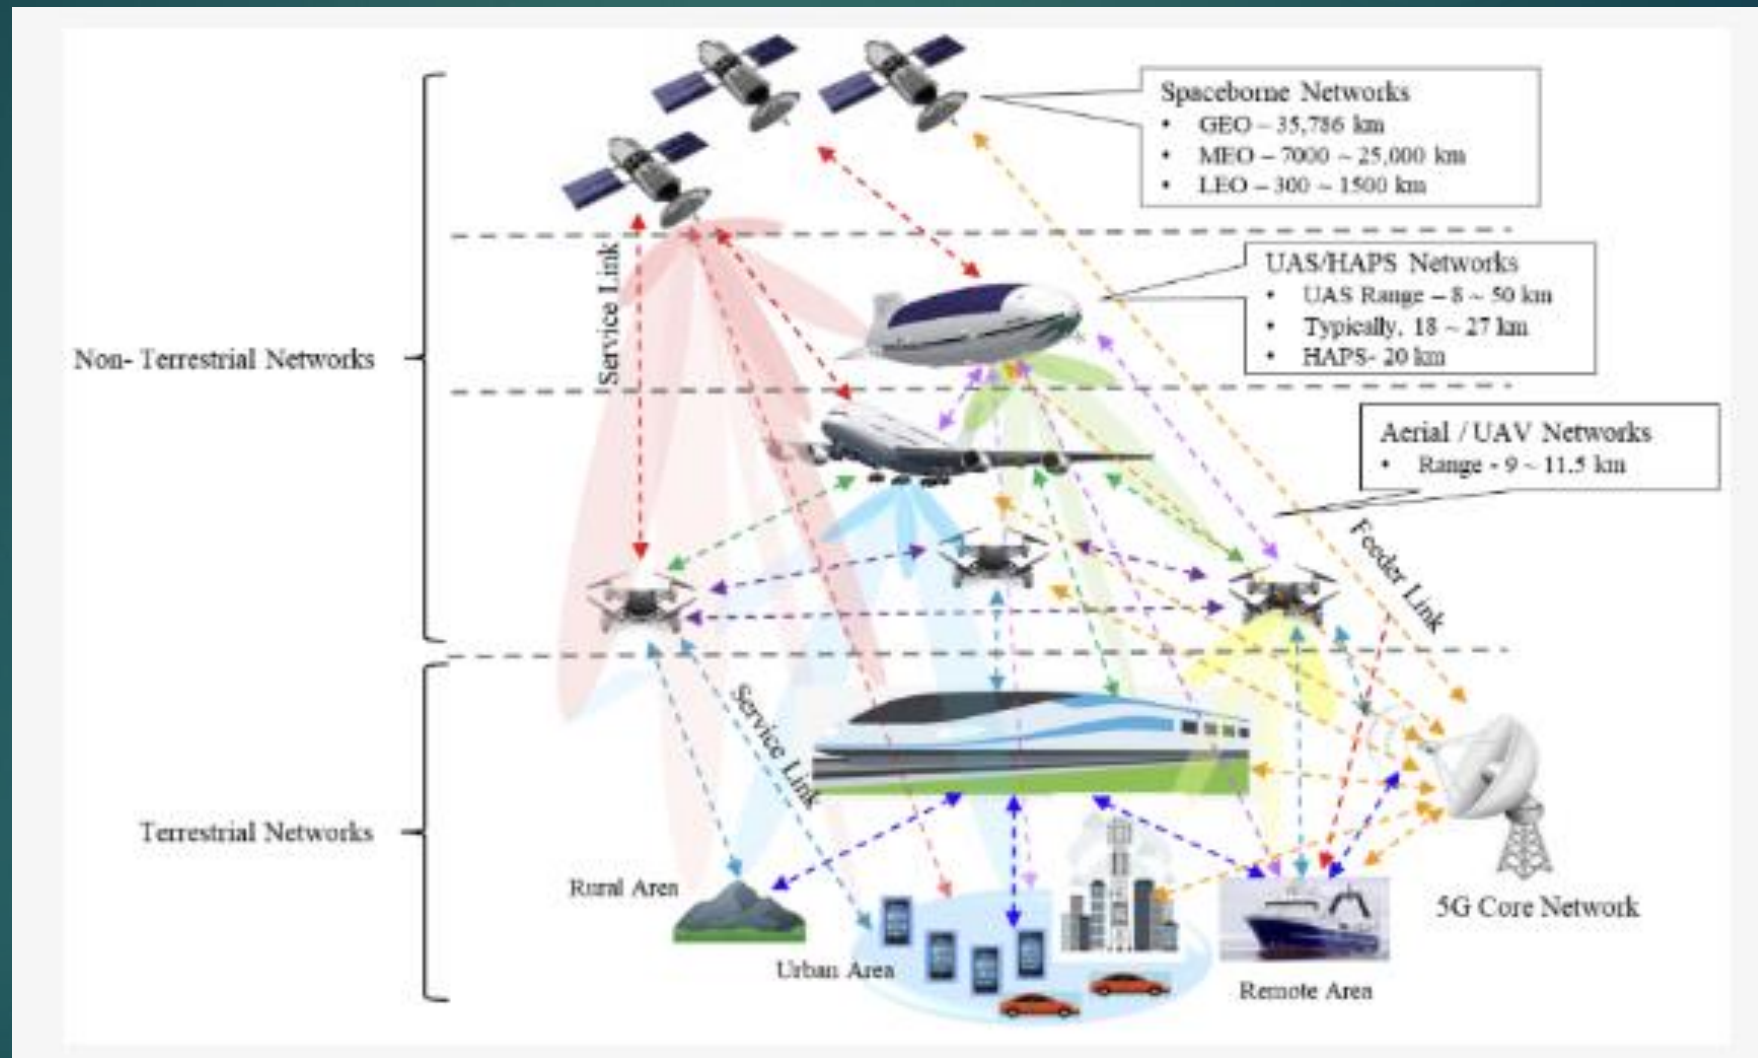 Spaceborne Networks
• GEO – 35,786 km
• MEO – 7000 ~ 25,000 km
• LEO – 300 ~ 1500 km
Service Link
UAS/HAPS Networks
• UAS Range – 8 ~ 50 km
• Typically, 18 ~ 27 km
• HAPS- 20 km
Non- Terrestrial Networks
Aerial / UAV Networks
• Range - 9 ~ 11.5 km
Feeder Link
Service Link
Terrestrial Networks
Rural Area
Urban Area
5G Core Network
Remote Area